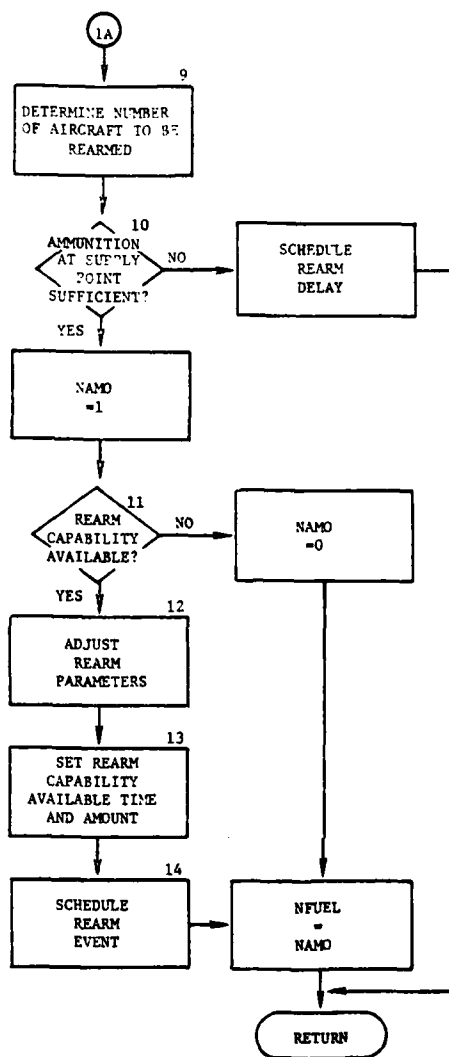 1A
9
DETERMINE NUMBER
OF AIRCRAFT TO BE
REARMED
10
AMMUNITION
AT SUPPLY
POINT
SUFFICIENT?
NO
YES
SCHEDULE
REARM
DELAY
NAMO
=1
11
REARM
CAPABILITY
AVAILABLE?
NO
YES
NAMO
=0
12
ADJUST
REARM
PARAMETERS
13
SET REARM
CAPABILITY
AVAILABLE TIME
AND AMOUNT
14
SCHEDULE
REARM
EVENT
NFUEL
=
NAMO
RETURN